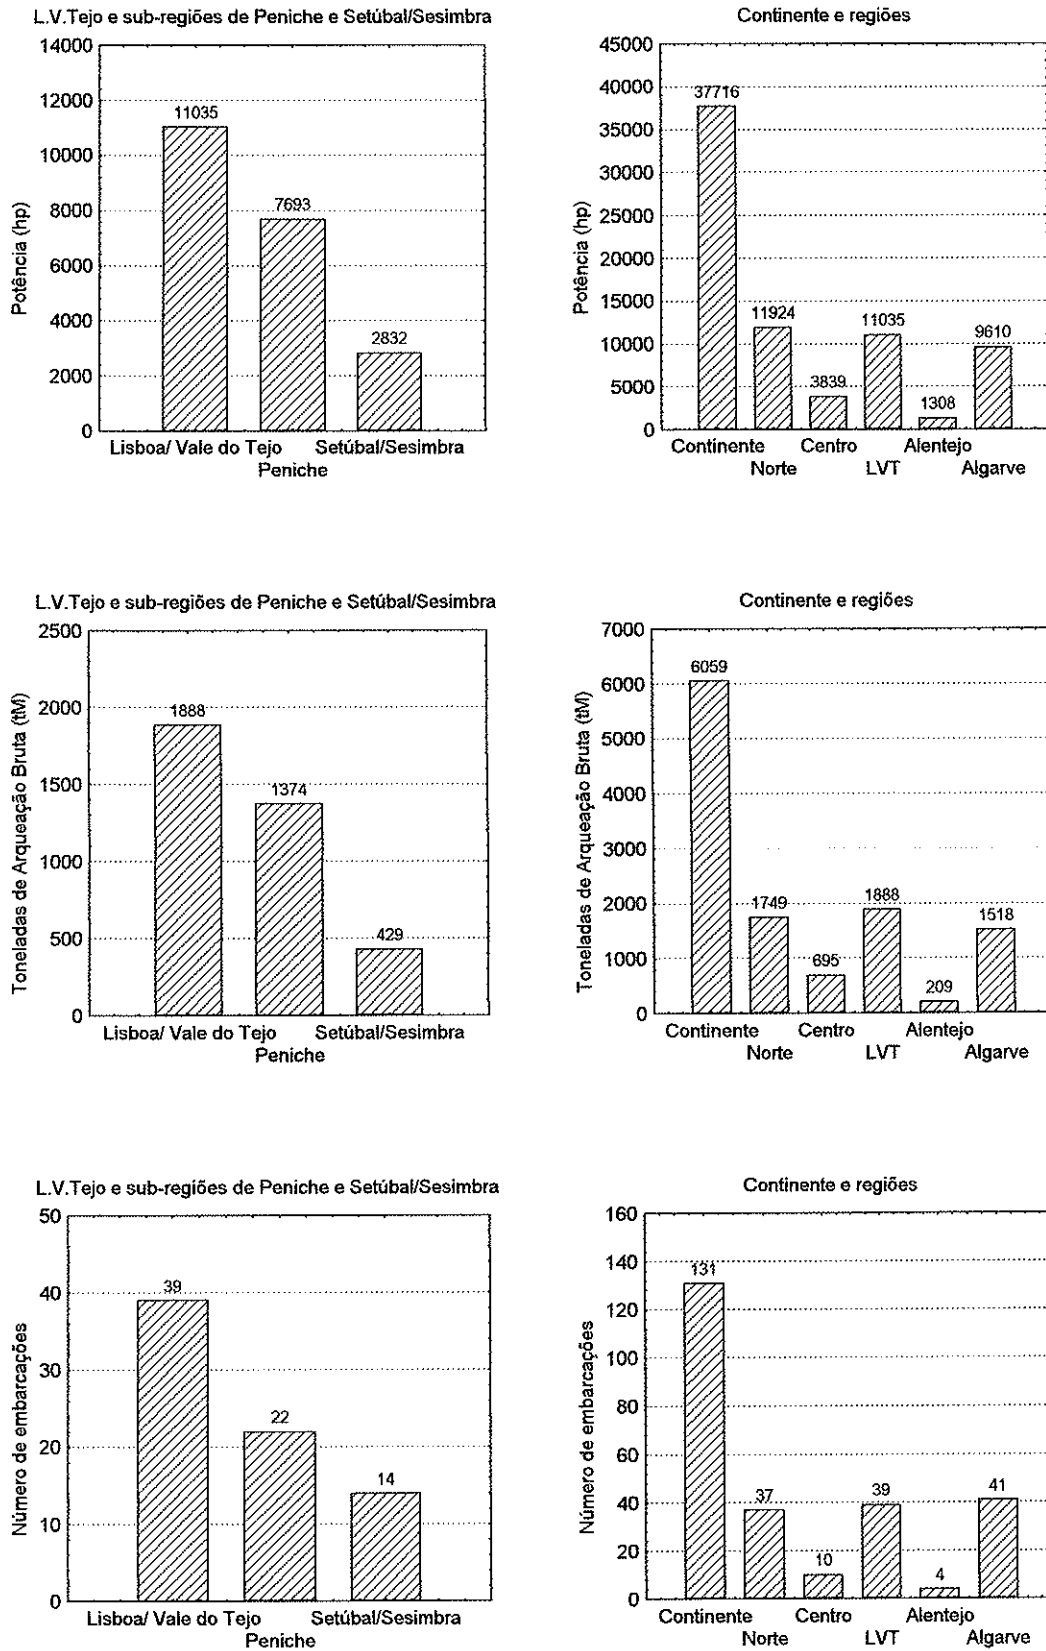 L.V.Tejo e sub-regiões de Peniche e Setúbal/Sesimbra
Potência (hp)
14000
12000
10000
8000
6000
4000
2000
0
11035
7693
2832
Lisboa/ Vale do Tejo
Setúbal/Sesimbra
Peniche
Continente e regiões
Potência (hp)
45000
40000
35000
30000
25000
20000
15000
10000
5000
0
37716
11924
3839
11035
1308
9610
Continente
Centro
Alentejo
Norte
LVT
Algarve
L.V.Tejo e sub-regiões de Peniche e Setúbal/Sesimbra
Toneladas de Arqueação Bruta (tM)
2500
2000
1500
1000
500
0
1888
1374
429
Lisboa/ Vale do Tejo
Setúbal/Sesimbra
Peniche
Continente e regiões
Toneladas de Arqueação Bruta (tM)
7000
6000
5000
4000
3000
2000
1000
0
6059
1749
695
1888
209
1518
Continente
Centro
Alentejo
Norte
LVT
Algarve
L.V.Tejo e sub-regiões de Peniche e Setúbal/Sesimbra
Número de embarcações
50
40
30
20
10
0
39
22
14
Lisboa/ Vale do Tejo
Setúbal/Sesimbra
Peniche
Continente e regiões
Número de embarcações
160
140
120
100
80
60
40
20
0
131
37
10
39
4
41
Continente
Centro
Alentejo
Norte
LVT
Algarve